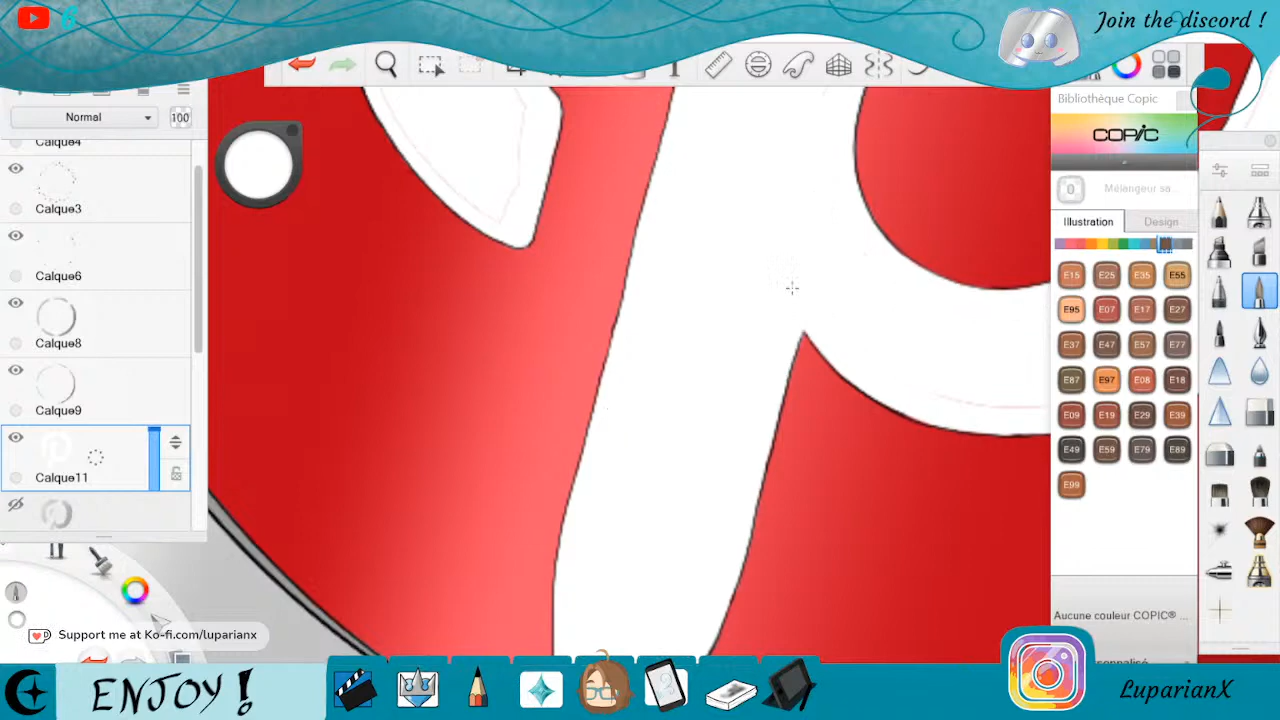 6
Join the discord !
Normal
100
Calque4
Calque3
Calque6
Calque8
Calque9
Calque11
Bibliothèque Copic
COPIC
0
Mélangeur sa...
Illustration
Design
E15 E25 E35 E55
E95 E07 E17 E27
E37 E47 E57 E77
E87 E97 E08 E18
E09 E19 E29 E39
E49 E59 E79 E89
E99
Aucune couleur COPIC® ...
Support me at Ko-fi.com/luparianx
ENJOY !
LuparianX